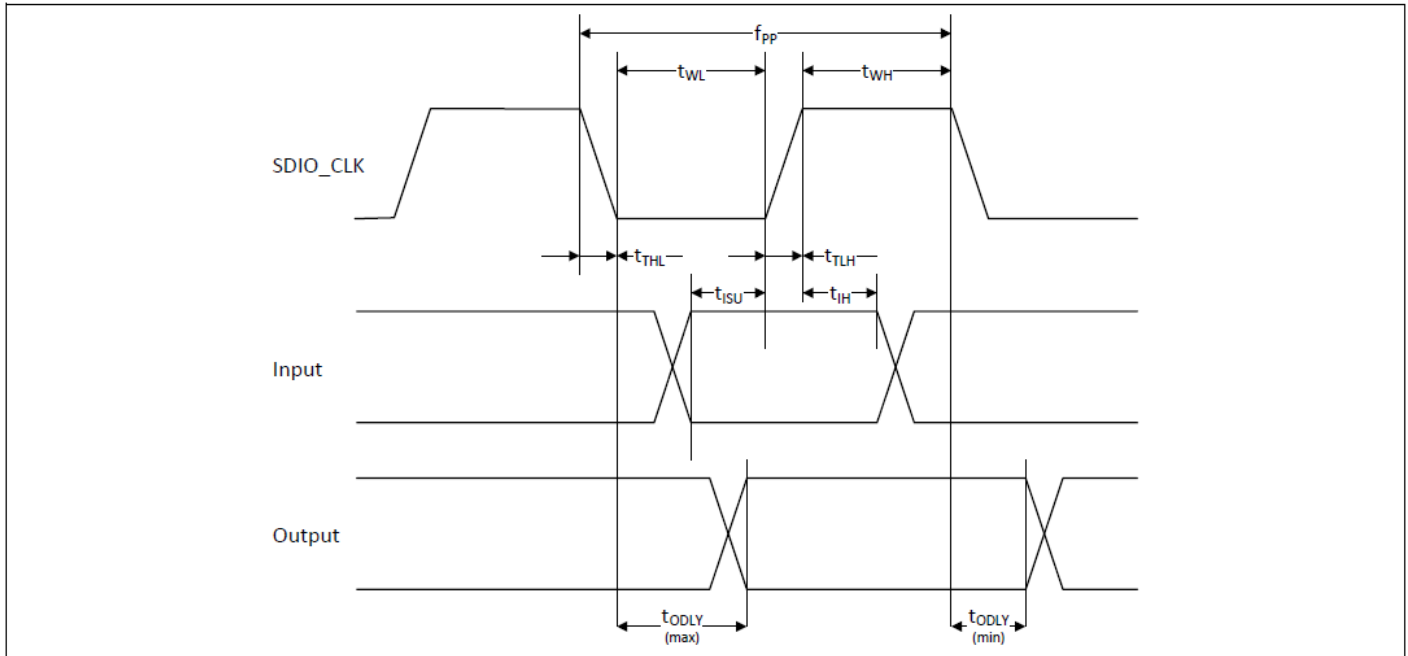 fPP
tWL
tWH
SDIO_CLK
tTHL
tTLH
tISU
tIH
Input
Output
tODLY
(max)
tODLY
(min)